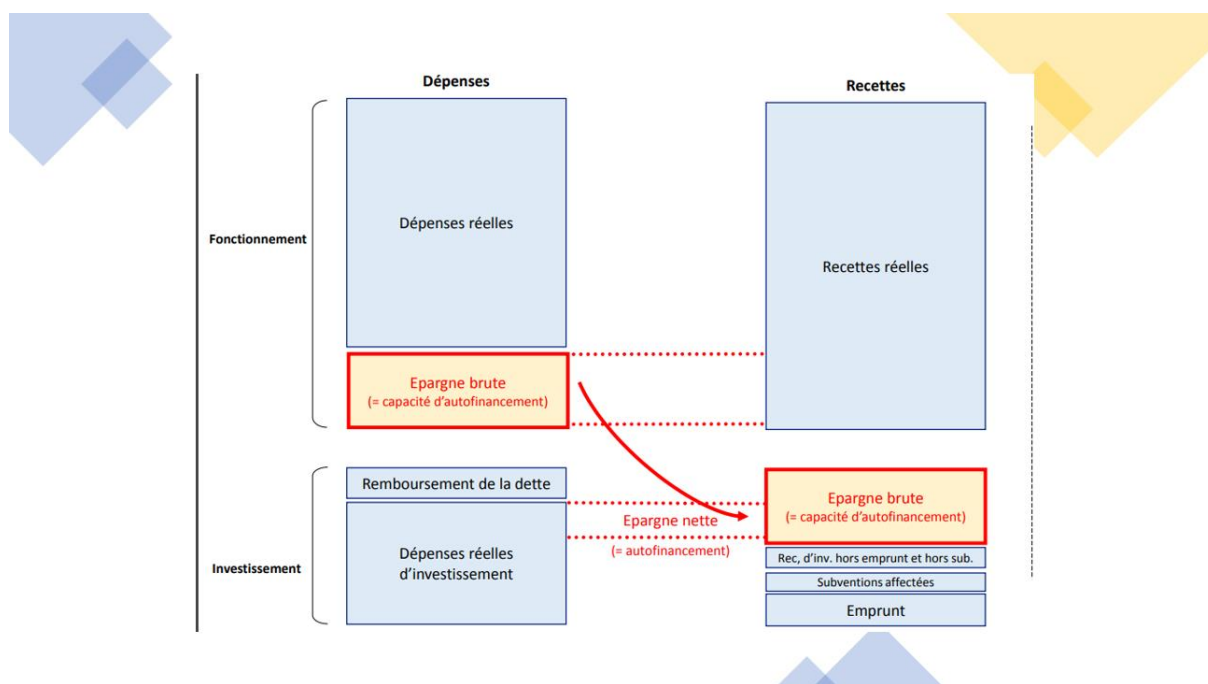 Dépenses
Recettes
Fonctionnement
Dépenses réelles
Recettes réelles
Epargne brute
(= capacité d'autofinancement)
Remboursement de la dette
Epargne brute
(= capacité d'autofinancement)
Epargne nette
(= autofinancement)
Investissement
Dépenses réelles
d'investissement
Rec, d'inv. hors emprunt et hors sub.
Subventions affectées
Emprunt